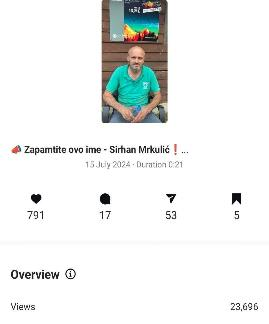 📣 Zapamtite ovo ime - Sirhan Mrkulić❗...
15 July 2024 · Duration 0:21
791 17 53 5
Overview ⓘ
Views 23,696